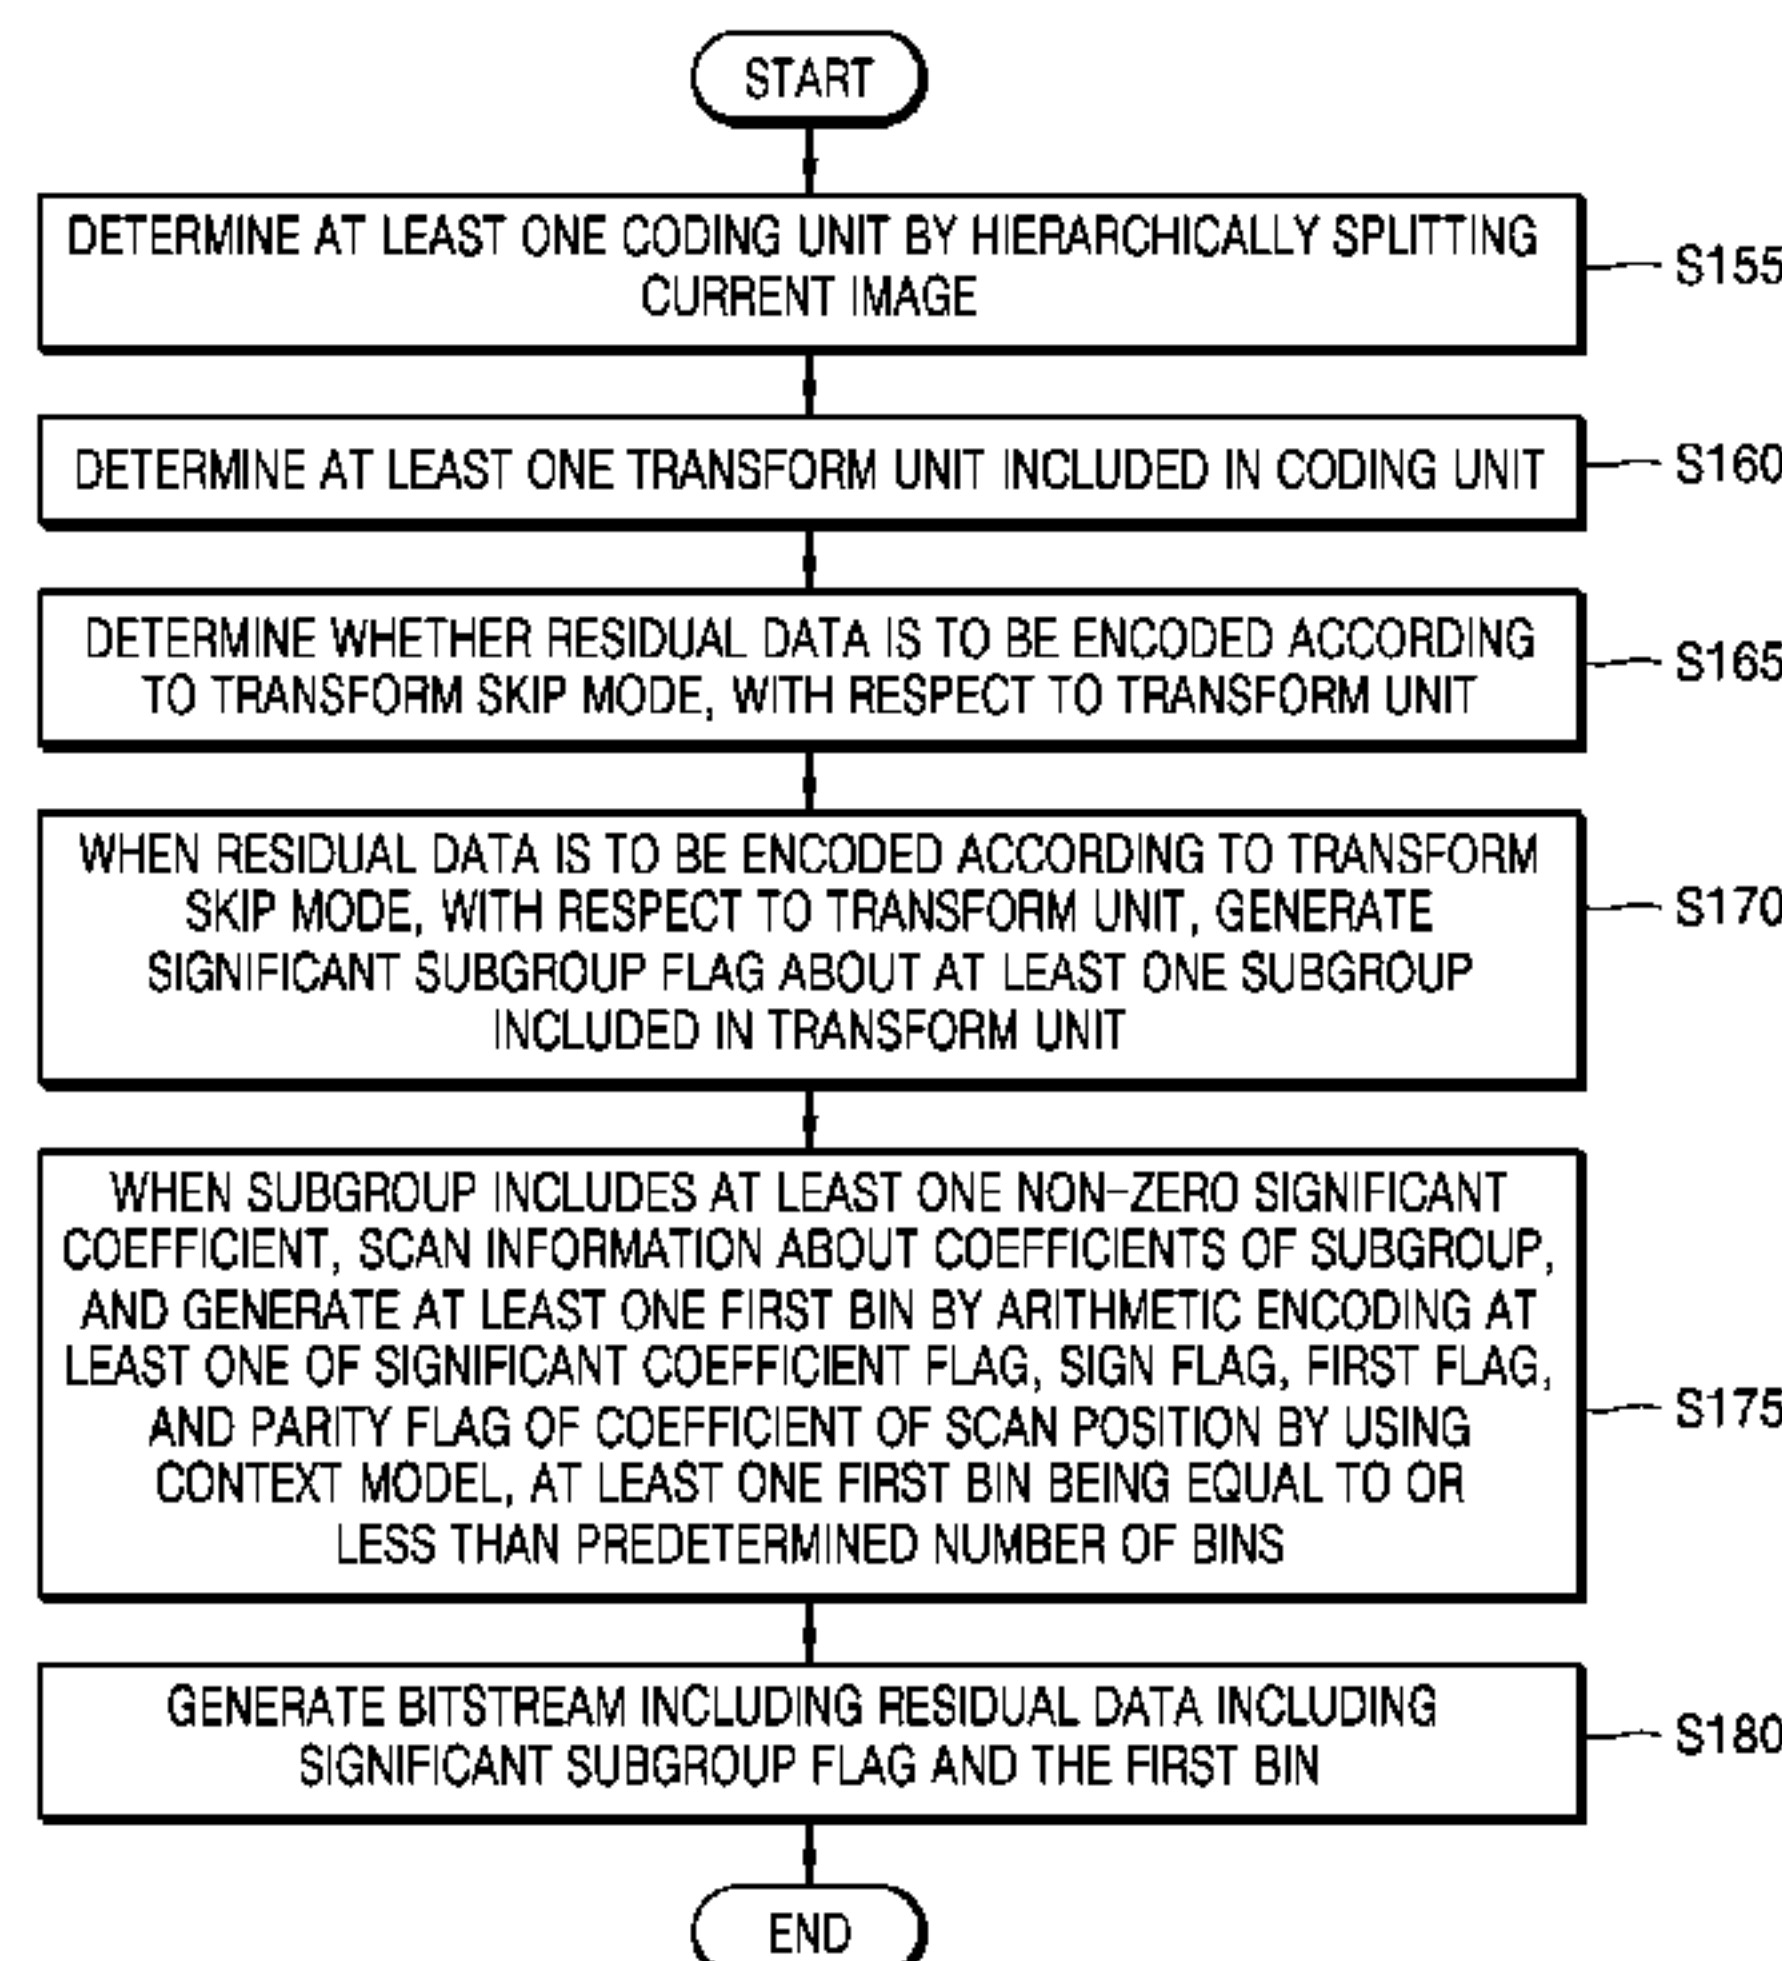 START
DETERMINE AT LEAST ONE CODING UNIT BY HIERARCHICALLY SPLITTING
CURRENT IMAGE
S155
DETERMINE AT LEAST ONE TRANSFORM UNIT INCLUDED IN CODING UNIT
S160
DETERMINE WHETHER RESIDUAL DATA IS TO BE ENCODED ACCORDING
TO TRANSFORM SKIP MODE, WITH RESPECT TO TRANSFORM UNIT
S165
WHEN RESIDUAL DATA IS TO BE ENCODED ACCORDING TO TRANSFORM
SKIP MODE, WITH RESPECT TO TRANSFORM UNIT, GENERATE
SIGNIFICANT SUBGROUP FLAG ABOUT AT LEAST ONE SUBGROUP
INCLUDED IN TRANSFORM UNIT
S170
WHEN SUBGROUP INCLUDES AT LEAST ONE NON-ZERO SIGNIFICANT
COEFFICIENT, SCAN INFORMATION ABOUT COEFFICIENTS OF SUBGROUP,
AND GENERATE AT LEAST ONE FIRST BIN BY ARITHMETIC ENCODING AT
LEAST ONE OF SIGNIFICANT COEFFICIENT FLAG, SIGN FLAG, FIRST FLAG,
AND PARITY FLAG OF COEFFICIENT OF SCAN POSITION BY USING
CONTEXT MODEL, AT LEAST ONE FIRST BIN BEING EQUAL TO OR
LESS THAN PREDETERMINED NUMBER OF BINS
S175
GENERATE BITSTREAM INCLUDING RESIDUAL DATA INCLUDING
SIGNIFICANT SUBGROUP FLAG AND THE FIRST BIN
S180
END